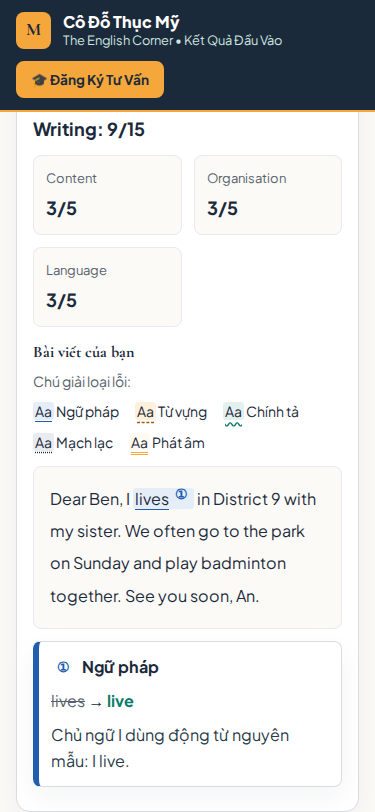 M
Cô Đỗ Thục Mỹ
The English Corner • Kết Quả Đầu Vào
🎓 Đăng Ký Tư Vấn
Writing: 9/15
Content
3/5
Organisation
3/5
Language
3/5
Bài viết của bạn
Chú giải loại lỗi:
Aa Ngữ pháp Aa Từ vựng Aa Chính tả
Aa Mạch lạc Aa Phát âm
Dear Ben, I lives ① in District 9 with
my sister. We often go to the park
on Sunday and play badminton
together. See you soon, An.
① Ngữ pháp
lives → live
Chủ ngữ I dùng động từ nguyên
mẫu: I live.